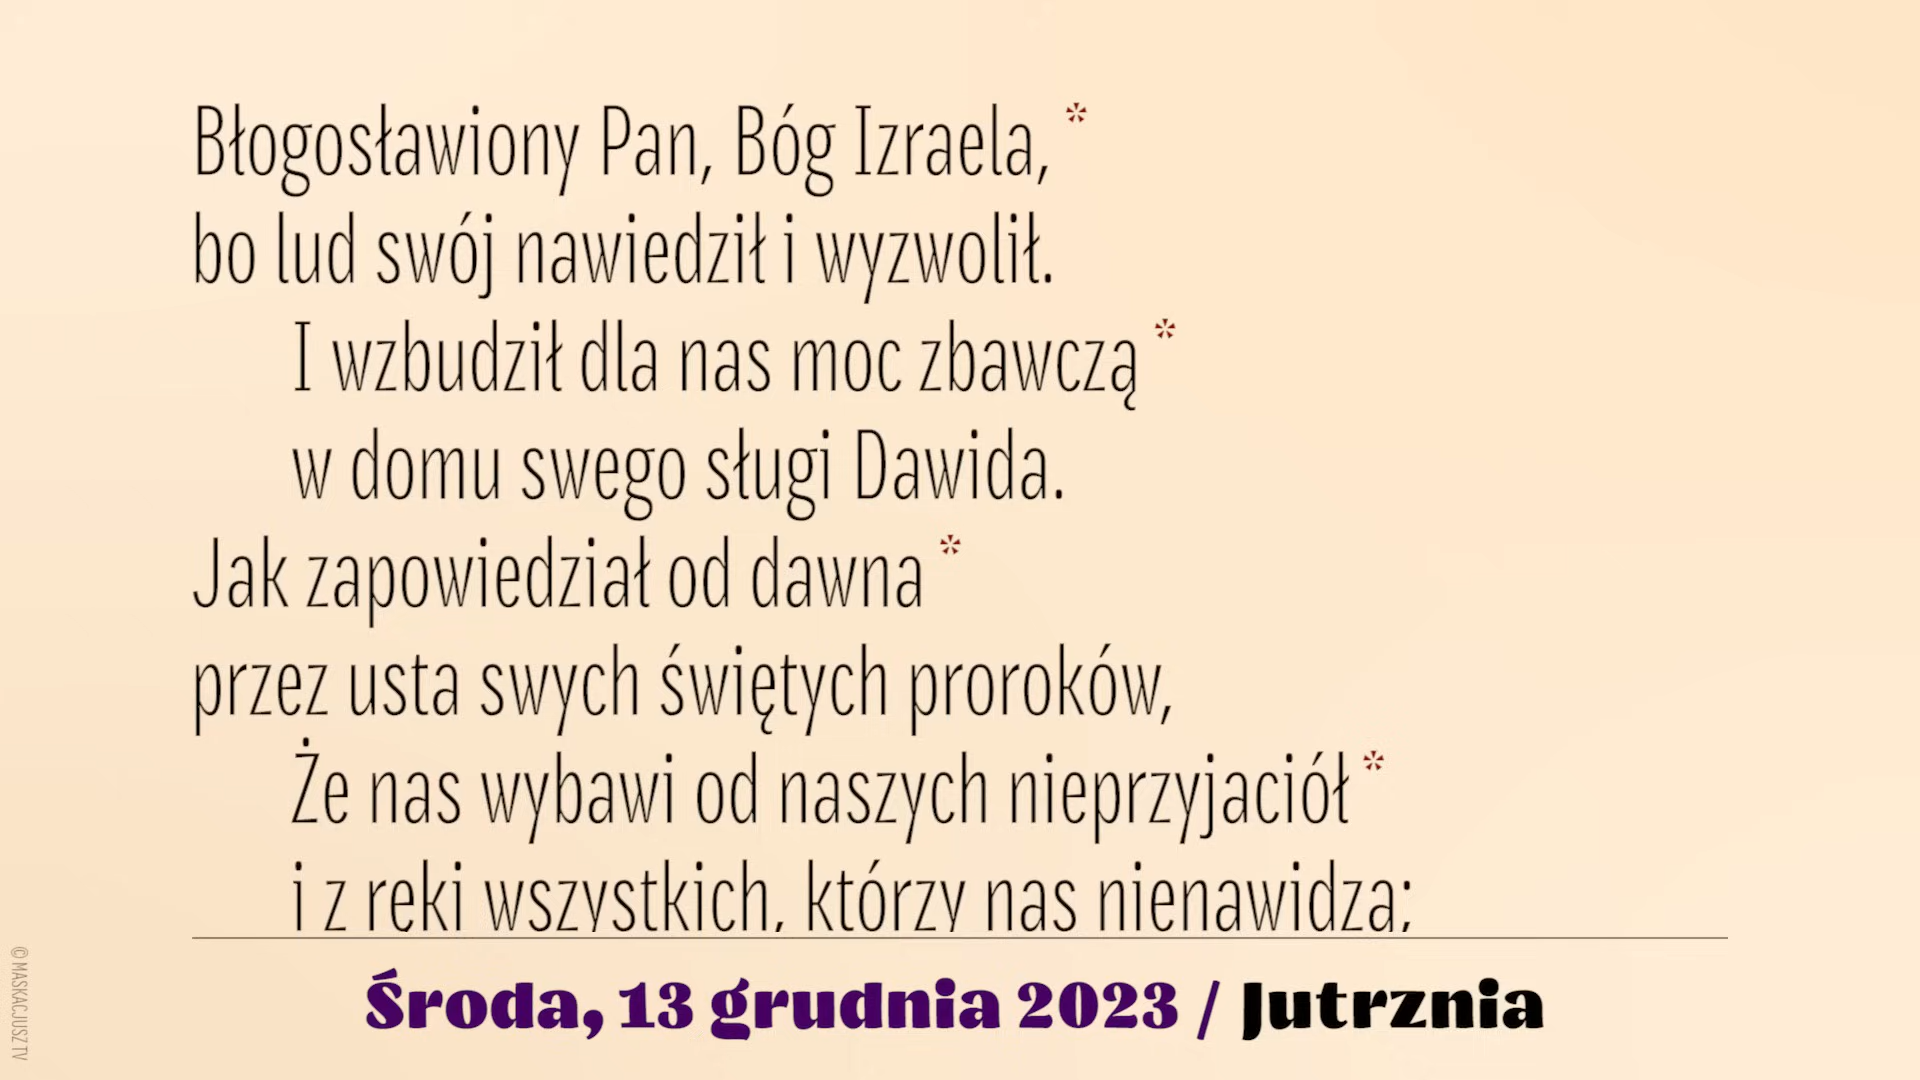 Błogosławiony Pan, Bóg Izraela, *
bo lud swój nawiedził i wyzwolił.
I wzbudził dla nas moc zbawczą *
w domu swego sługi Dawida.
Jak zapowiedział od dawna *
przez usta swych świętych proroków,
Że nas wybawi od naszych nieprzyjaciół *
i z ręki wszystkich, którzy nas nienawidzą;
Środa, 13 grudnia 2023 / Jutrznia
© MASKACJUSZ TV